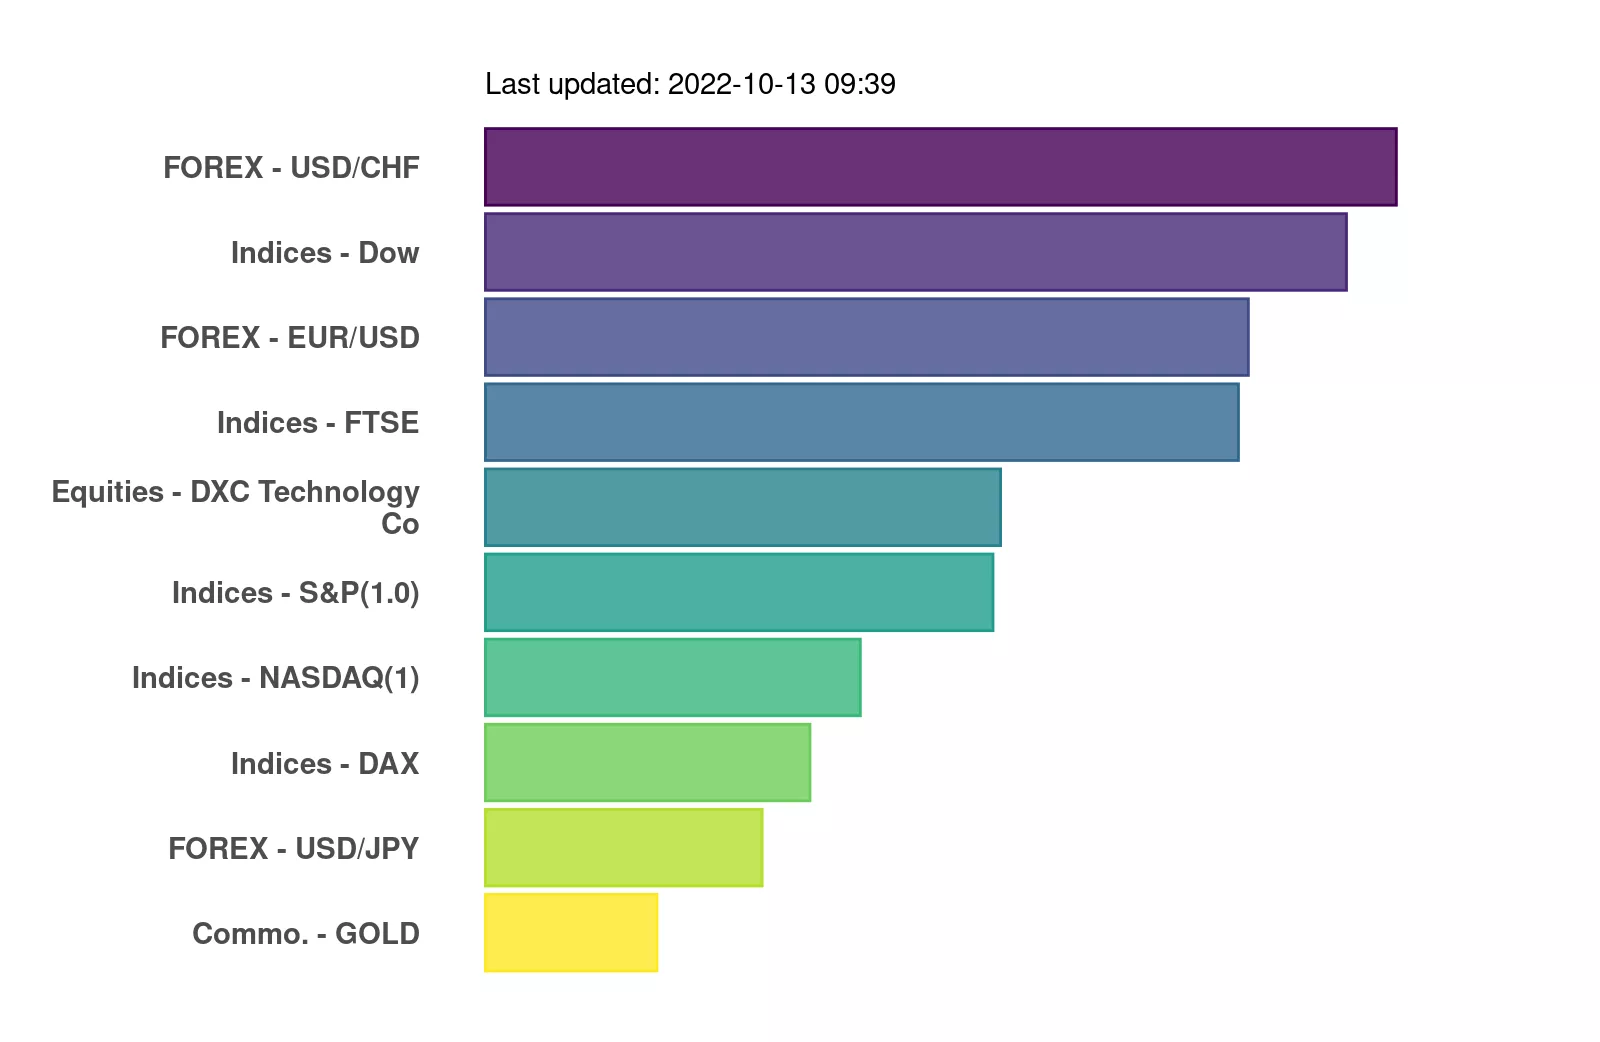 Last updated: 2022-10-13 09:39
FOREX - USD/CHF
Indices - Dow
FOREX - EUR/USD
Indices - FTSE
Equities - DXC Technology
Co
Indices - S&P(1.0)
Indices - NASDAQ(1)
Indices - DAX
FOREX - USD/JPY
Commo. - GOLD